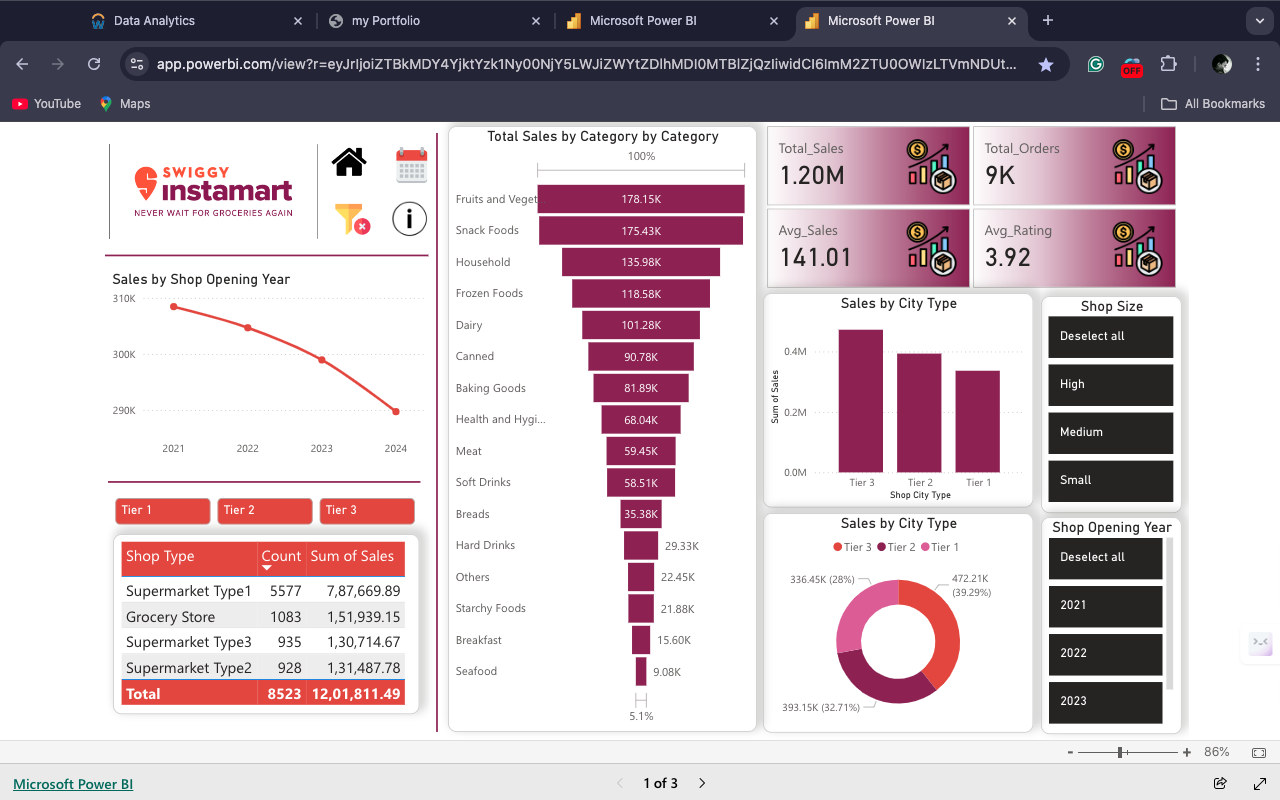 Data Analytics
my Portfolio
Microsoft Power BI
Microsoft Power BI
app.powerbi.com/view?r=eyJrIjoiZTBkMDY4YjktYzk1Ny00NjY5LWJiZWYtZDlhMDI0MTBlZjQzIiwidCI6ImM2ZTU0OWIzLTVmNDUt...
OFF
YouTube
Maps
All Bookmarks
SWIGGY
instamart
NEVER WAIT FOR GROCERIES AGAIN
Sales by Shop Opening Year
310K
300K
290K
2021 2022 2023 2024
Tier 1 Tier 2 Tier 3
Shop Type Count Sum of Sales
Supermarket Type1 5577 7,87,669.89
Grocery Store 1083 1,51,939.15
Supermarket Type3 935 1,30,714.67
Supermarket Type2 928 1,31,487.78
Total 8523 12,01,811.49
Total Sales by Category by Category
100%
Fruits and Veget... 178.15K
Snack Foods 175.43K
Household 135.98K
Frozen Foods 118.58K
Dairy 101.28K
Canned 90.78K
Baking Goods 81.89K
Health and Hygi... 68.04K
Meat 59.45K
Soft Drinks 58.51K
Breads 35.38K
Hard Drinks 29.33K
Others 22.45K
Starchy Foods 21.88K
Breakfast 15.60K
Seafood 9.08K
5.1%
Total_Sales
1.20M
Total_Orders
9K
Avg_Sales
141.01
Avg_Rating
3.92
Sales by City Type
Sum of Sales
0.4M
0.2M
0.0M
Tier 3 Tier 2 Tier 1
Shop City Type
Sales by City Type
Tier 3 Tier 2 Tier 1
336.45K (28%)
472.21K
(39.29%)
393.15K (32.71%)
Shop Size
Deselect all
High
Medium
Small
Shop Opening Year
Deselect all
2021
2022
2023
- + 86%
Microsoft Power BI
1 of 3